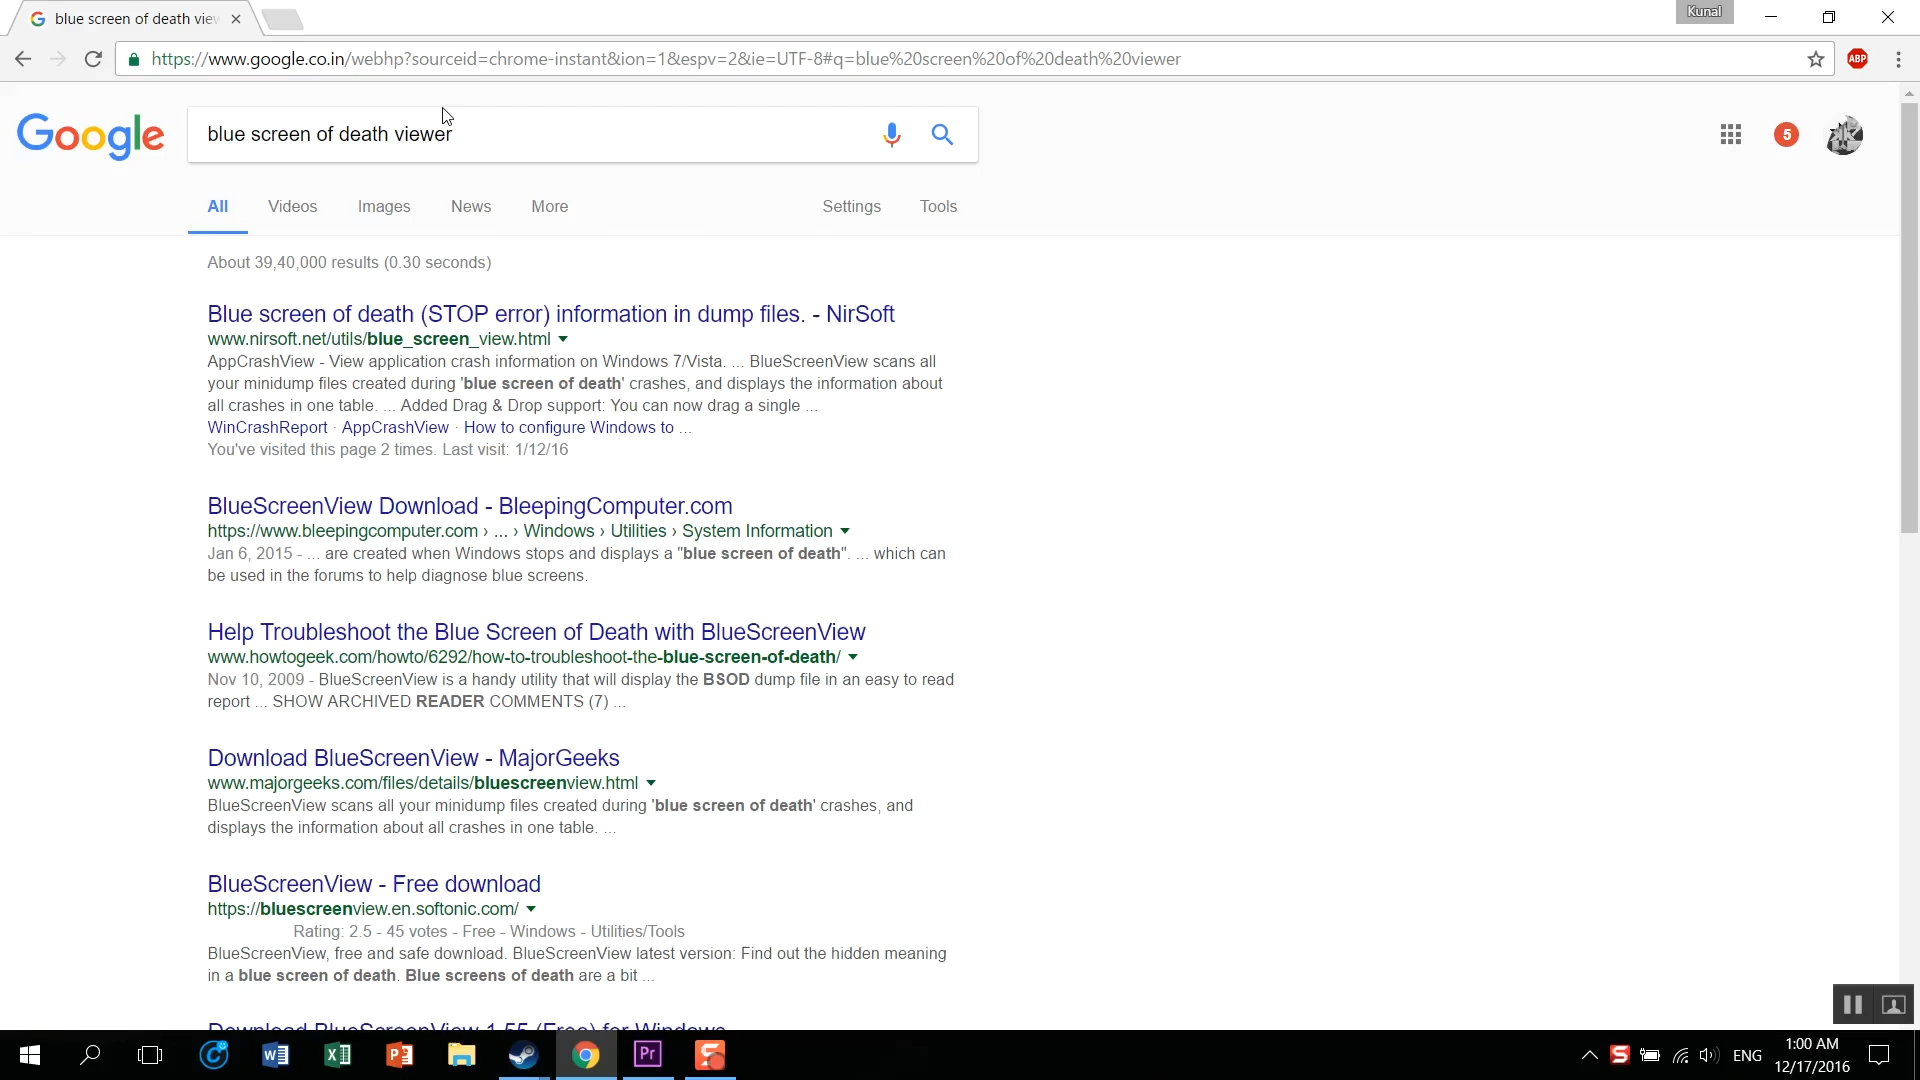 blue screen of death view
Kunal
https://www.google.co.in/webhp?sourceid=chrome-instant&ion=1&espv=2&ie=UTF-8#q=blue%20screen%20of%20death%20viewer
ABP
Google
blue screen of death viewer
5
All Videos Images News More Settings Tools
About 39,40,000 results (0.30 seconds)
Blue screen of death (STOP error) information in dump files. - NirSoft
www.nirsoft.net/utils/blue_screen_view.html
AppCrashView - View application crash information on Windows 7/Vista. ... BlueScreenView scans all
your minidump files created during 'blue screen of death' crashes, and displays the information about
all crashes in one table. ... Added Drag & Drop support: You can now drag a single ...
WinCrashReport · AppCrashView · How to configure Windows to ...
You've visited this page 2 times. Last visit: 1/12/16
BlueScreenView Download - BleepingComputer.com
https://www.bleepingcomputer.com › ... › Windows › Utilities › System Information
Jan 6, 2015 - ... are created when Windows stops and displays a "blue screen of death". ... which can
be used in the forums to help diagnose blue screens.
Help Troubleshoot the Blue Screen of Death with BlueScreenView
www.howtogeek.com/howto/6292/how-to-troubleshoot-the-blue-screen-of-death/
Nov 10, 2009 - BlueScreenView is a handy utility that will display the BSOD dump file in an easy to read
report ... SHOW ARCHIVED READER COMMENTS (7) ...
Download BlueScreenView - MajorGeeks
www.majorgeeks.com/files/details/bluescreenview.html
BlueScreenView scans all your minidump files created during 'blue screen of death' crashes, and
displays the information about all crashes in one table. ...
BlueScreenView - Free download
https://bluescreenview.en.softonic.com/
Rating: 2.5 - 45 votes - Free - Windows - Utilities/Tools
BlueScreenView, free and safe download. BlueScreenView latest version: Find out the hidden meaning
in a blue screen of death. Blue screens of death are a bit ...
Download BlueScreenView 1.55 (Free) for Windows
Pr
ENG
1:00 AM
12/17/2016